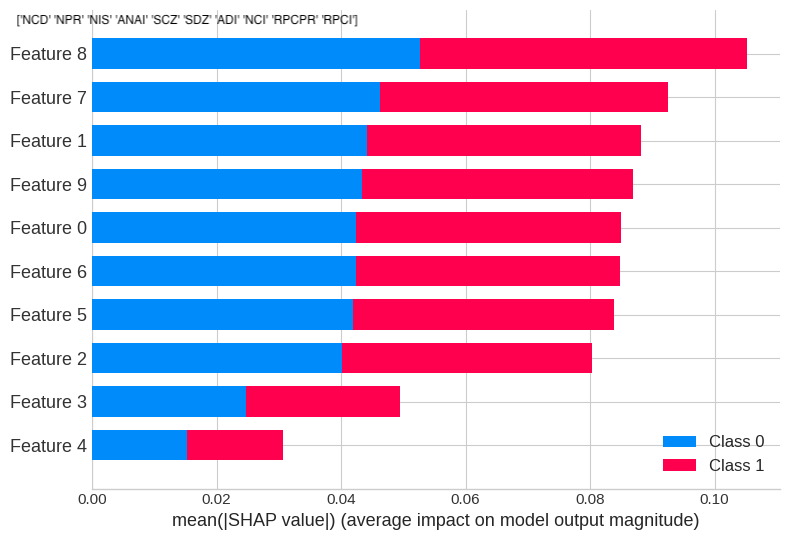 ['NCD' 'NPR' 'NIS' 'ANAI' 'SCZ' 'SDZ' 'ADI' 'NCI' 'RPCPR' 'RPCI']
Feature 8
Feature 7
Feature 1
Feature 9
Feature 0
Feature 6
Feature 5
Feature 2
Feature 3
Feature 4
Class 0
Class 1
0.00 0.02 0.04 0.06 0.08 0.10
mean(|SHAP value|) (average impact on model output magnitude)